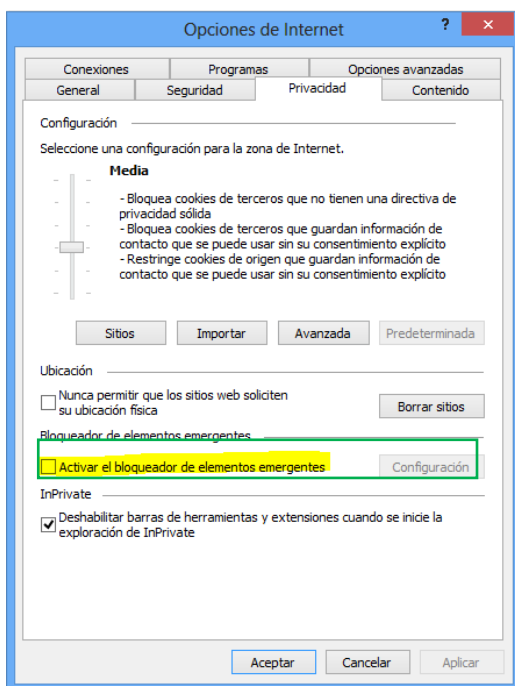 Opciones de Internet
?
×
Conexiones
Programas
Opciones avanzadas
General
Seguridad
Privacidad
Contenido
Configuración
Seleccione una configuración para la zona de Internet.
Media
- Bloquea cookies de terceros que no tienen una directiva de
privacidad sólida
- Bloquea cookies de terceros que guardan información de
contacto que se puede usar sin su consentimiento explícito
- Restringe cookies de origen que guardan información de
contacto que se puede usar sin su consentimiento explícito
Sitios
Importar
Avanzada
Predeterminada
Ubicación
Nunca permitir que los sitios web soliciten
su ubicación física
Borrar sitios
Bloqueador de elementos emergentes
Activar el bloqueador de elementos emergentes
Configuración
InPrivate
Deshabilitar barras de herramientas y extensiones cuando se inicie la
exploración de InPrivate
Aceptar
Cancelar
Aplicar